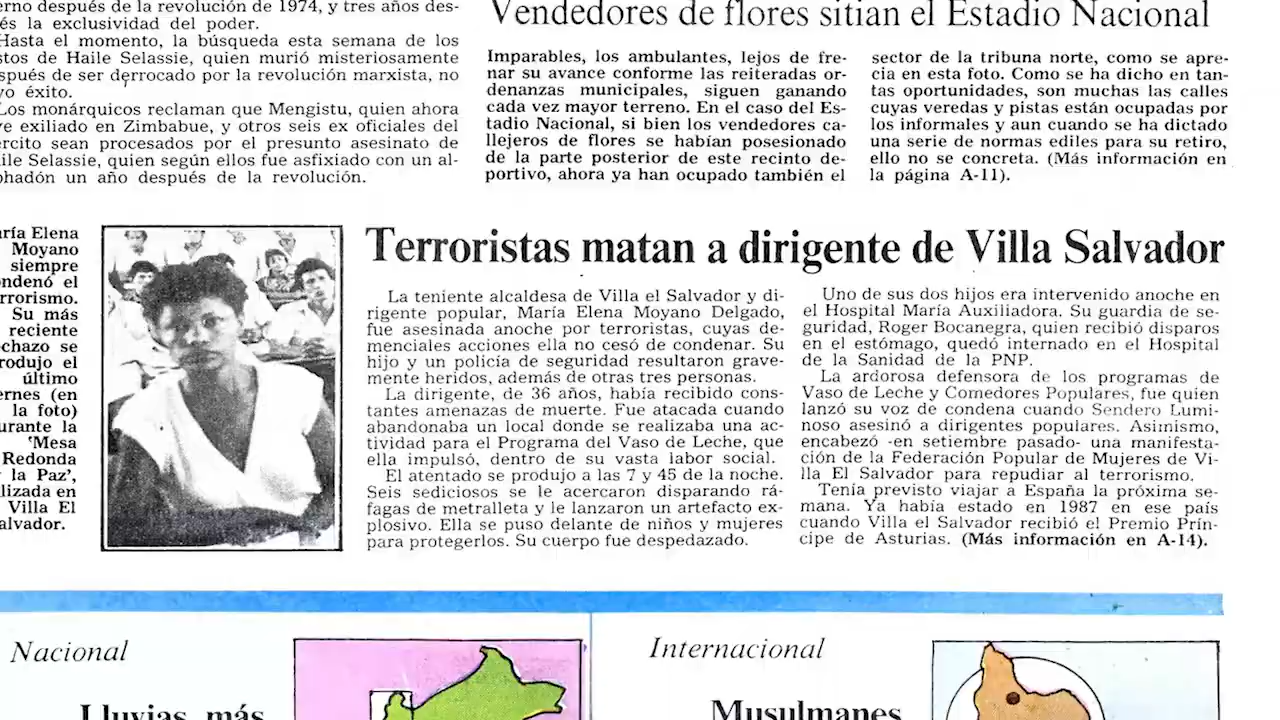 erno después de la revolución de 1974, y tres años des-
és la exclusividad del poder.
Hasta el momento, la búsqueda esta semana de los
stos de Haile Selassie, quien murió misteriosamente
spués de ser derrocado por la revolución marxista, no
vo éxito.
Los monárquicos reclaman que Mengistu, quien ahora
ve exiliado en Zimbabue, y otros seis ex oficiales del
ército sean procesados por el presunto asesinato de
ile Selassie, quien según ellos fue asfixiado con un al-
ohadón un año después de la revolución.
Vendedores de flores sitian el Estadio Nacional
Imparables, los ambulantes, lejos de fre-
nar su avance conforme las reiteradas or-
denanzas municipales, siguen ganando
cada vez mayor terreno. En el caso del Es-
tadio Nacional, si bien los vendedores ca-
llejeros de flores se habían posesionado
de la parte posterior de este recinto de-
portivo, ahora ya han ocupado también el
sector de la tribuna norte, como se apre-
cia en esta foto. Como se ha dicho en tan-
tas oportunidades, son muchas las calles
cuyas veredas y pistas están ocupadas por
los informales y aun cuando se ha dictado
una serie de normas ediles para su retiro,
ello no se concreta. (Más información en
la página A-11).
ría Elena
Moyano
siempre
ondenó el
rrorismo.
Su más
reciente
chazo se
rodujo el
último
ernes (en
la foto)
urante la
'Mesa
Redonda
la Paz',
lizada en
Villa El
alvador.
Terroristas matan a dirigente de Villa Salvador
La teniente alcaldesa de Villa el Salvador y di-
rigente popular, María Elena Moyano Delgado,
fue asesinada anoche por terroristas, cuyas de-
menciales acciones ella no cesó de condenar. Su
hijo y un policía de seguridad resultaron grave-
mente heridos, además de otras tres personas.
La dirigente, de 36 años, había recibido cons-
tantes amenazas de muerte. Fue atacada cuando
abandonaba un local donde se realizaba una ac-
tividad para el Programa del Vaso de Leche, que
ella impulsó, dentro de su vasta labor social.
El atentado se produjo a las 7 y 45 de la noche.
Seis sediciosos se le acercaron disparando rá-
fagas de metralleta y le lanzaron un artefacto ex-
plosivo. Ella se puso delante de niños y mujeres
para protegerlos. Su cuerpo fue despedazado.
Uno de sus dos hijos era intervenido anoche en
el Hospital María Auxiliadora. Su guardia de se-
guridad, Roger Bocanegra, quien recibió disparos
en el estómago, quedó internado en el Hospital
de la Sanidad de la PNP.
La ardorosa defensora de los programas de
Vaso de Leche y Comedores Populares, fue quien
lanzó su voz de condena cuando Sendero Lumi-
noso asesinó a dirigentes populares. Asimismo,
encabezó -en setiembre pasado- una manifesta-
ción de la Federación Popular de Mujeres de Vi-
lla El Salvador para repudiar al terrorismo.
Tenía previsto viajar a España la próxima se-
mana. Ya había estado en 1987 en ese país
cuando Villa el Salvador recibió el Premio Prín-
cipe de Asturias. (Más información en A-14).
Nacional
Lluvias más
Internacional
Musulmanes